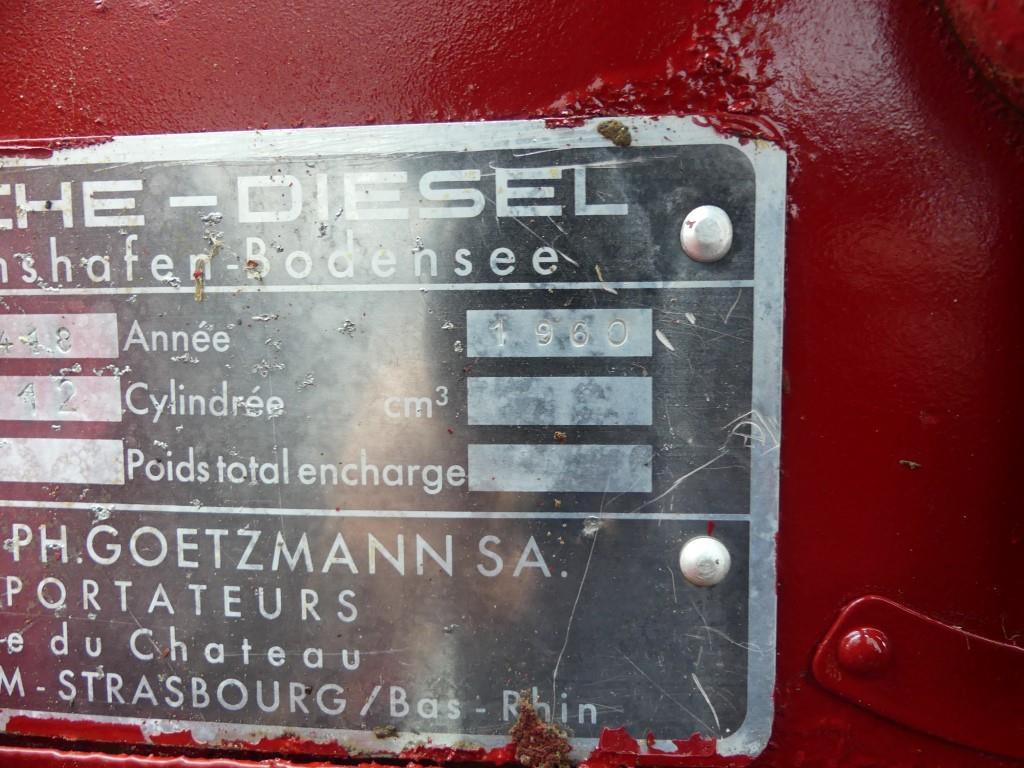 CHE-DIESEL
nshafen-Bodensee
418 Année 1960
12 Cylindrée cm³
Poids total encharge
PH. GOETZMANN SA.
PORTATEURS
e du Chateau
M-STRASBOURG/Bas-Rhin